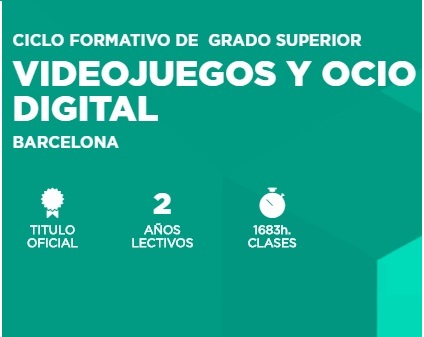 CICLO FORMATIVO DE GRADO SUPERIOR
VIDEOJUEGOS Y OCIO
DIGITAL
BARCELONA
TITULO
OFICIAL
2
AÑOS
LECTIVOS
1683h.
CLASES